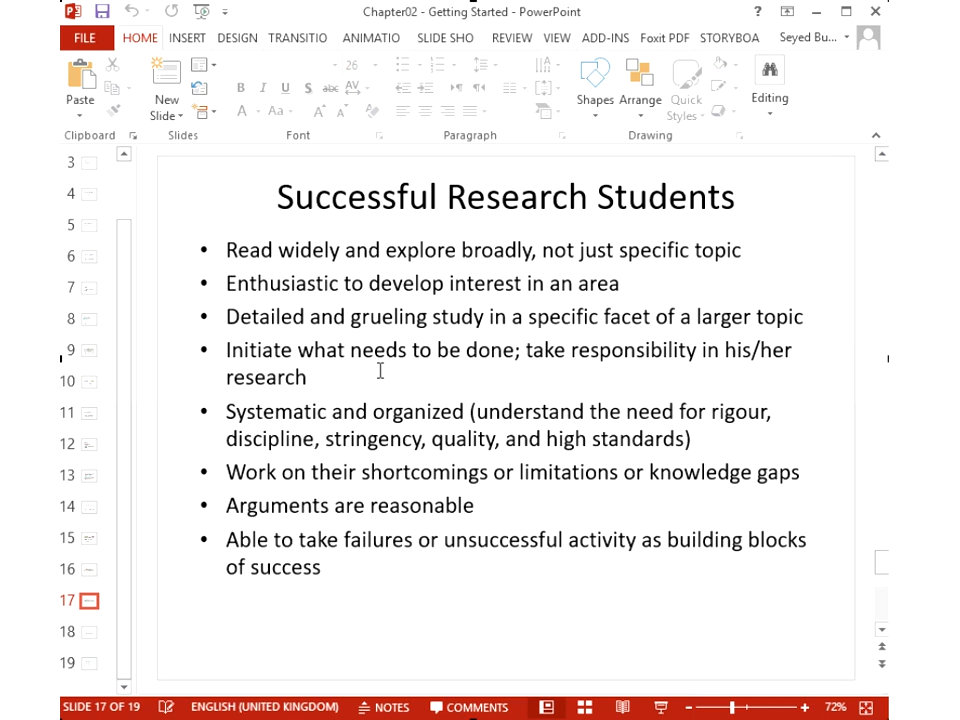 Chapter02 - Getting Started - PowerPoint
?
FILE HOME INSERT DESIGN TRANSITIO ANIMATIO SLIDE SHO REVIEW VIEW ADD-INS Foxit PDF STORYBOA Seyed Bu...
26
B I U S abc AV
A Aa A A
Paste
New
Slide
Shapes Arrange Quick
Styles
Editing
Clipboard Slides Font Paragraph Drawing
3
4
5
6
7
8
9
10
11
12
13
14
15
16
17
18
19
Successful Research Students
• Read widely and explore broadly, not just specific topic
• Enthusiastic to develop interest in an area
• Detailed and grueling study in a specific facet of a larger topic
• Initiate what needs to be done; take responsibility in his/her
research
• Systematic and organized (understand the need for rigour,
discipline, stringency, quality, and high standards)
• Work on their shortcomings or limitations or knowledge gaps
• Arguments are reasonable
• Able to take failures or unsuccessful activity as building blocks
of success
SLIDE 17 OF 19 ENGLISH (UNITED KINGDOM) NOTES COMMENTS 72%